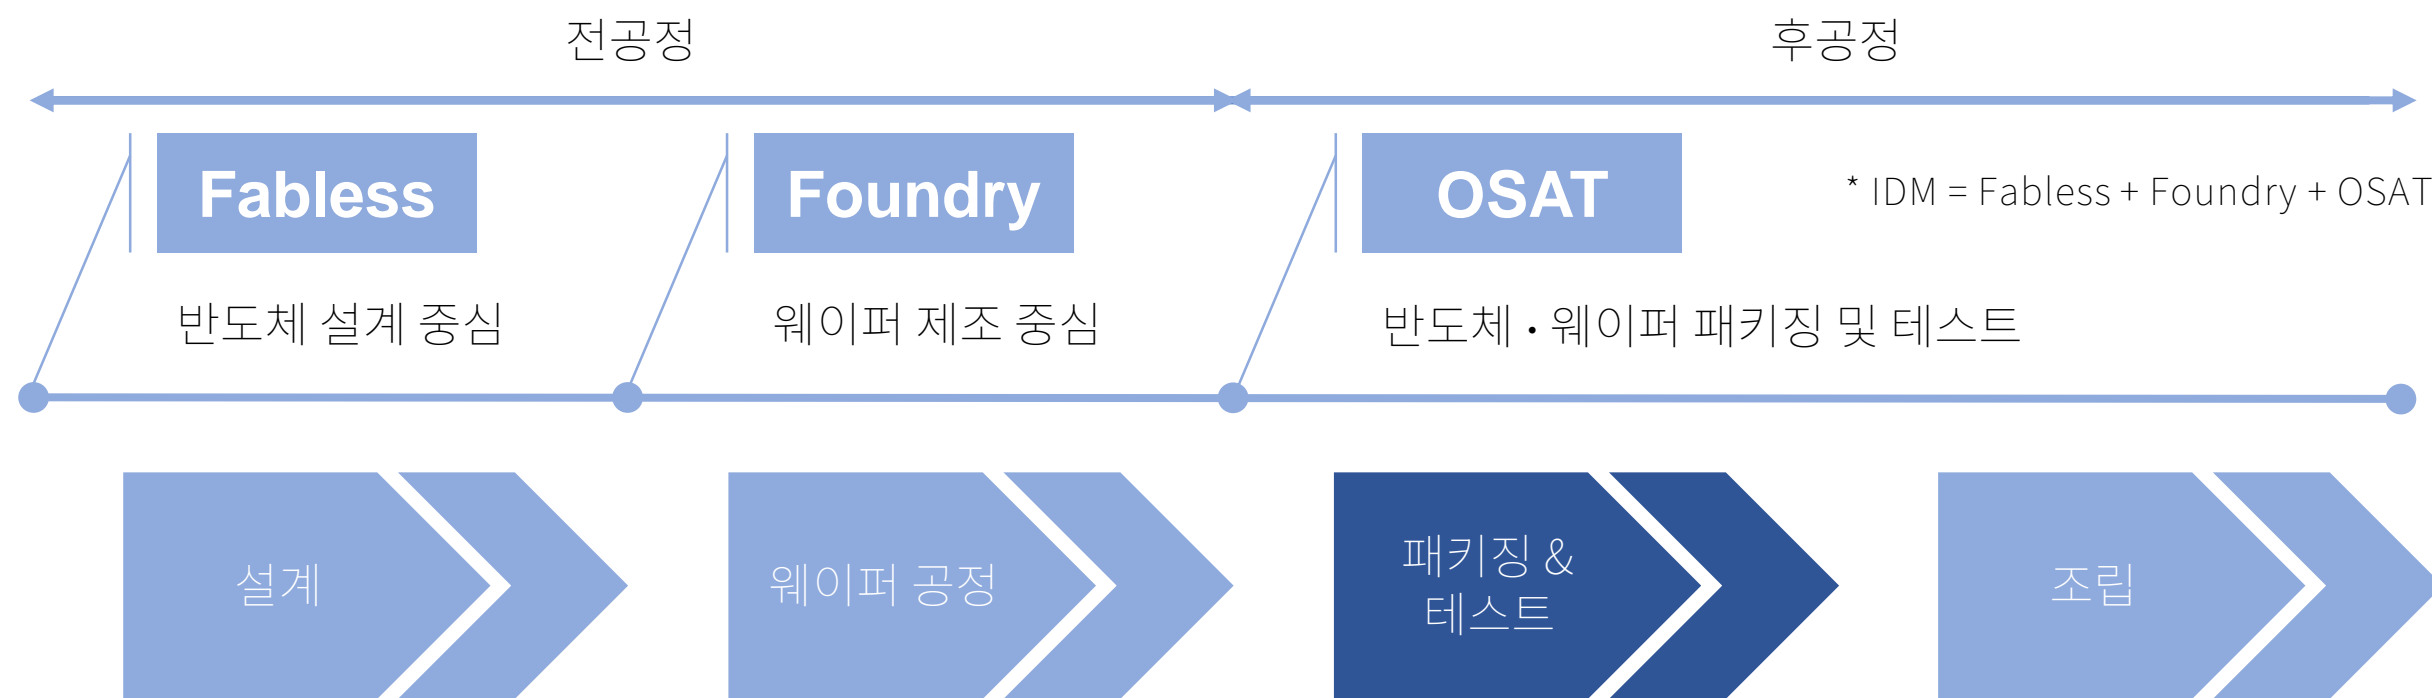 전공정
후공정
Fabless
Foundry
OSAT
* IDM = Fabless + Foundry + OSAT
반도체 설계 중심
웨이퍼 제조 중심
반도체 • 웨이퍼 패키징 및 테스트
설계
웨이퍼 공정
패키징 &
테스트
조립